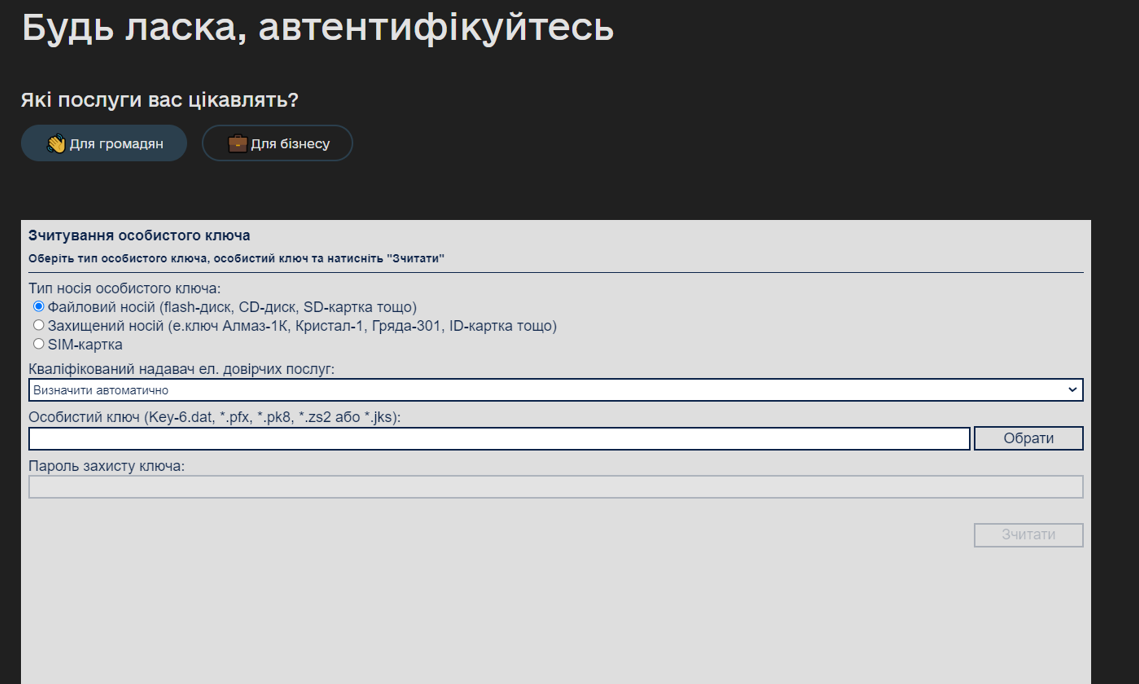 Будь ласка, автентифікуйтесь
Які послуги вас цікавлять?
Для громадян
Для бізнесу
Зчитування особистого ключа
Оберіть тип особистого ключа, особистий ключ та натисніть "Зчитати"
Тип носія особистого ключа:
Файловий носій (flash-диск, CD-диск, SD-картка тощо)
Захищений носій (е.ключ Алмаз-1К, Кристал-1, Гряда-301, ID-картка тощо)
SIM-картка
Кваліфікований надавач ел. довірчих послуг:
Визначити автоматично
Особистий ключ (Key-6.dat, *.pfx, *.pk8, *.zs2 або *.jks):
Обрати
Пароль захисту ключа:
Зчитати